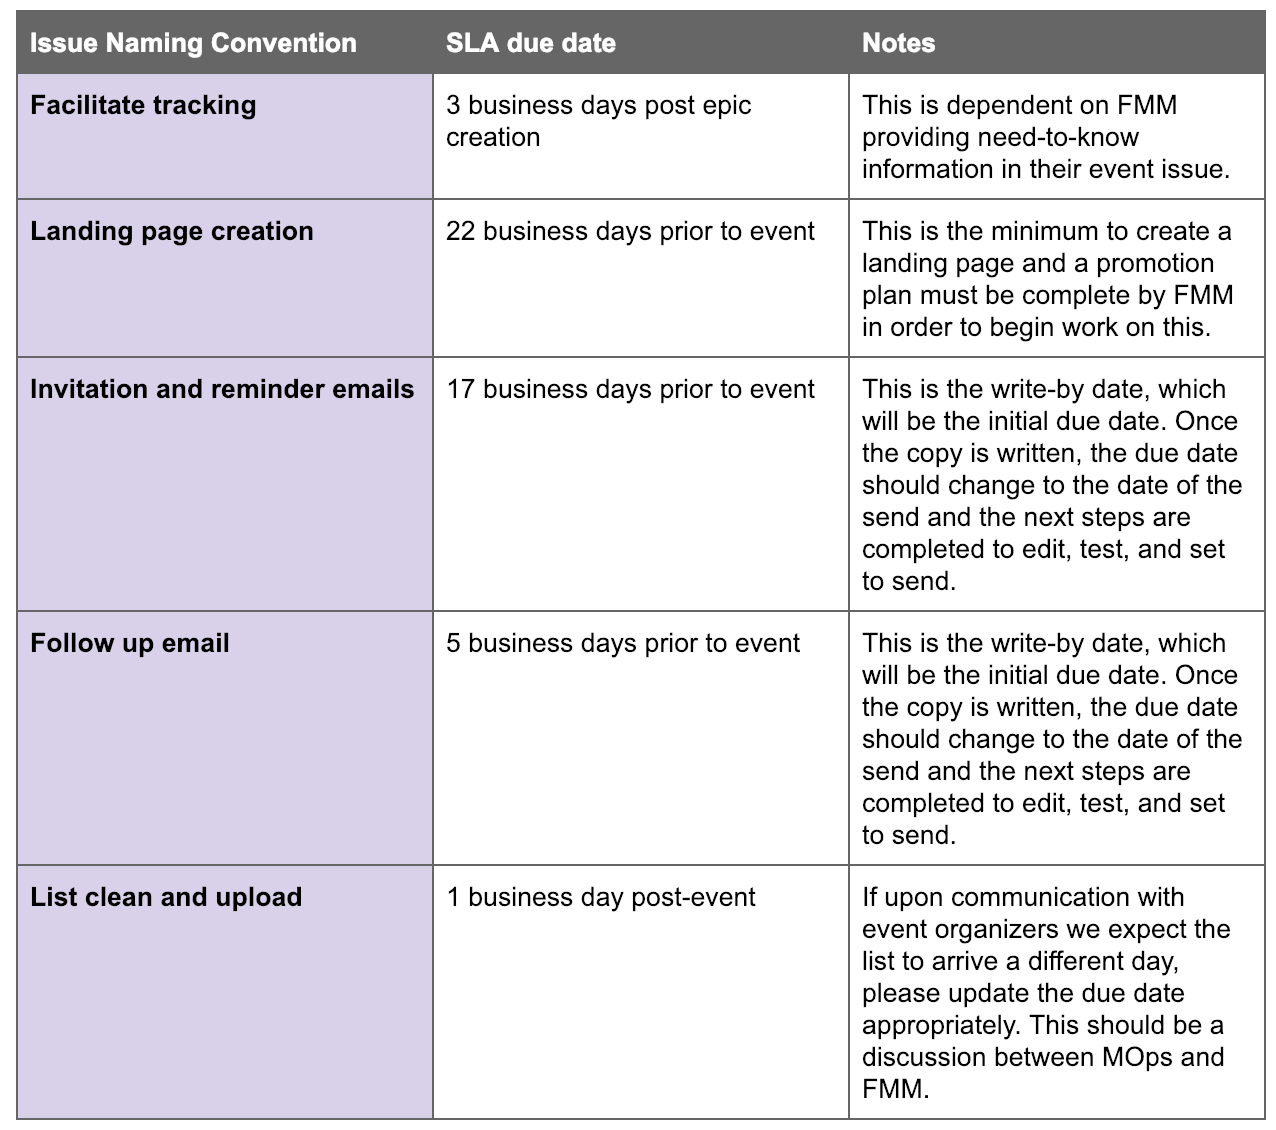 Issue Naming Convention
SLA due date
Notes
Facilitate tracking
3 business days post epic
creation
This is dependent on FMM
providing need-to-know
information in their event issue.
Landing page creation
22 business days prior to event
This is the minimum to create a
landing page and a promotion
plan must be complete by FMM
in order to begin work on this.
Invitation and reminder emails
17 business days prior to event
This is the write-by date, which
will be the initial due date. Once
the copy is written, the due date
should change to the date of the
send and the next steps are
completed to edit, test, and set
to send.
Follow up email
5 business days prior to event
This is the write-by date, which
will be the initial due date. Once
the copy is written, the due date
should change to the date of the
send and the next steps are
completed to edit, test, and set
to send.
List clean and upload
1 business day post-event
If upon communication with
event organizers we expect the
list to arrive a different day,
please update the due date
appropriately. This should be a
discussion between MOps and
FMM.